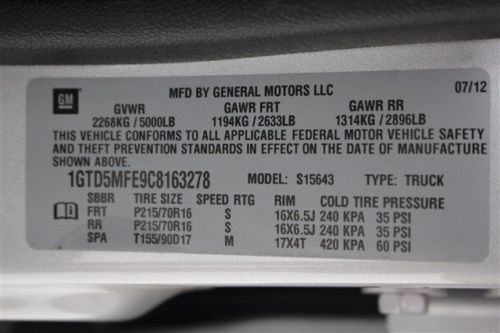 GM
MFD BY GENERAL MOTORS LLC 07/12
GVWR GAWR FRT GAWR RR
2268KG / 5000LB 1194KG / 2633LB 1314KG / 2896LB
THIS VEHICLE CONFORMS TO ALL APPLICABLE FEDERAL MOTOR VEHICLE SAFETY
AND THEFT PREVENTION STANDARDS IN EFFECT ON THE DATE OF MANUFACTURE
SHOWN ABOVE.
1GTD5MFE9C8163278 MODEL: S15643 TYPE: TRUCK
SBBR TIRE SIZE SPEED RTG RIM COLD TIRE PRESSURE
FRT P215/70R16 S 16X6.5J 240 KPA 35 PSI
RR P215/70R16 S 16X6.5J 240 KPA 35 PSI
SPA T155/90D17 M 17X4T 420 KPA 60 PSI